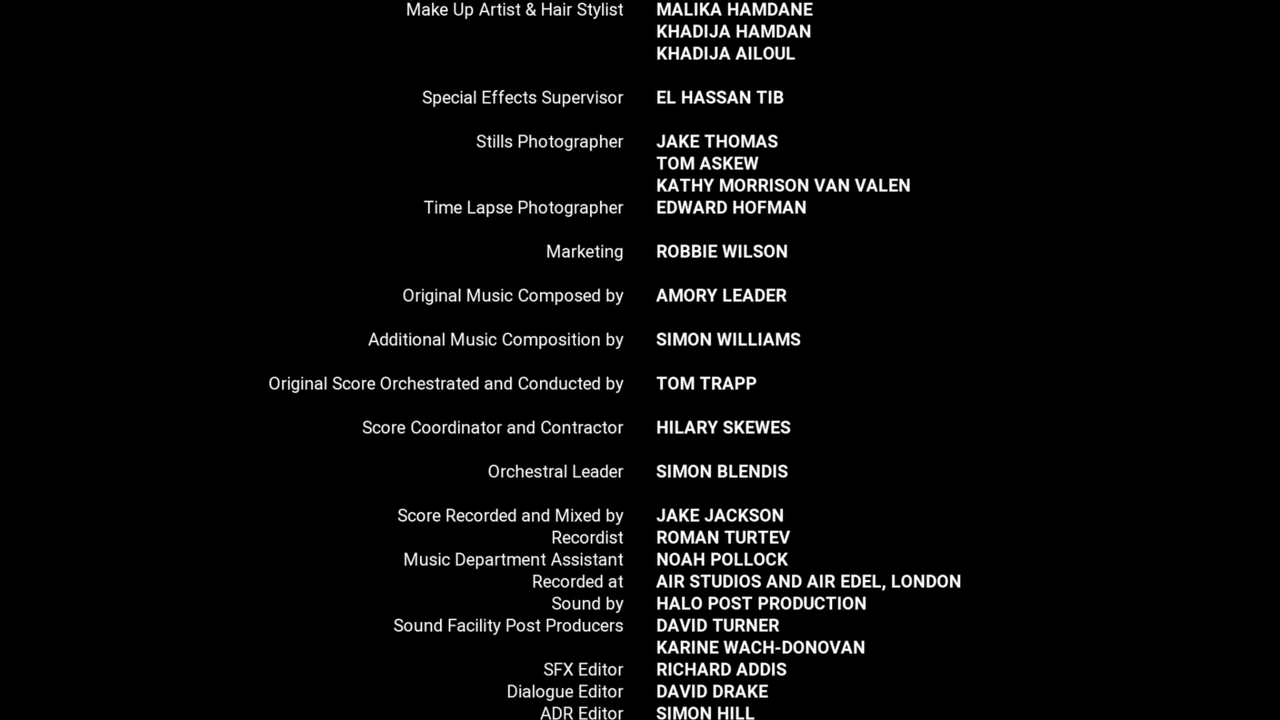 Make Up Artist & Hair Stylist MALIKA HAMDANE
KHADIJA HAMDAN
KHADIJA AILOUL
Special Effects Supervisor EL HASSAN TIB
Stills Photographer JAKE THOMAS
TOM ASKEW
KATHY MORRISON VAN VALEN
Time Lapse Photographer EDWARD HOFMAN
Marketing ROBBIE WILSON
Original Music Composed by AMORY LEADER
Additional Music Composition by SIMON WILLIAMS
Original Score Orchestrated and Conducted by TOM TRAPP
Score Coordinator and Contractor HILARY SKEWES
Orchestral Leader SIMON BLENDIS
Score Recorded and Mixed by JAKE JACKSON
Recordist ROMAN TURTEV
Music Department Assistant NOAH POLLOCK
Recorded at AIR STUDIOS AND AIR EDEL, LONDON
Sound by HALO POST PRODUCTION
Sound Facility Post Producers DAVID TURNER
KARINE WACH-DONOVAN
SFX Editor RICHARD ADDIS
Dialogue Editor DAVID DRAKE
ADR Editor SIMON HILL